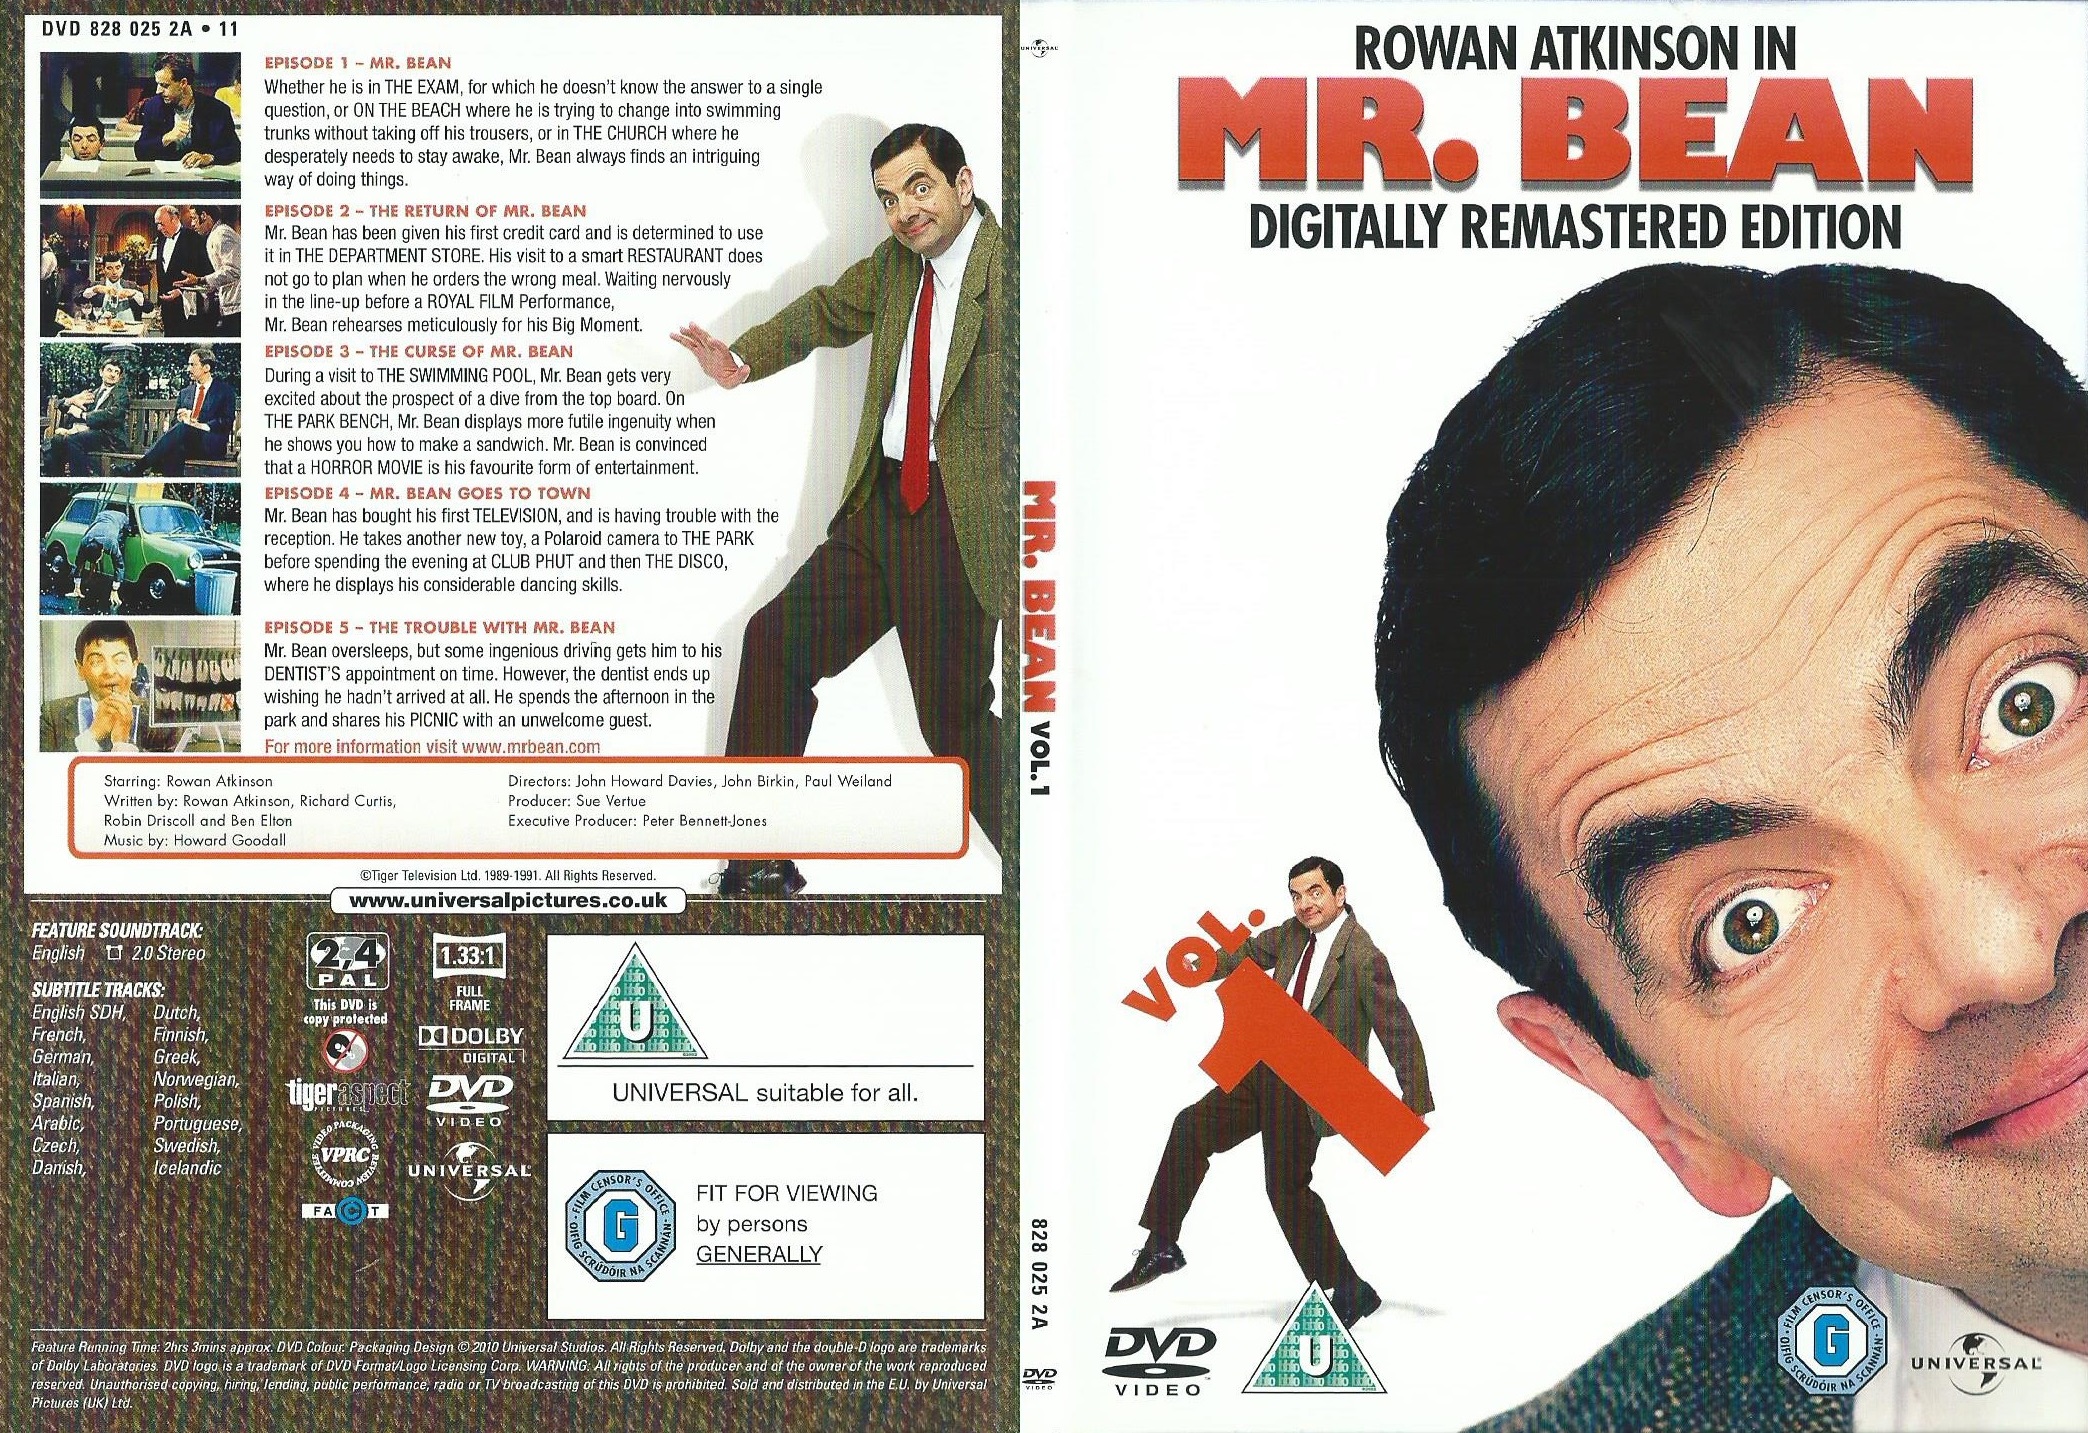 DVD 828 025 2A • 11
EPISODE 1 – MR. BEAN
Whether he is in THE EXAM, for which he doesn't know the answer to a single
question, or ON THE BEACH where he is trying to change into swimming
trunks without taking off his trousers, or in THE CHURCH where he
desperately needs to stay awake, Mr. Bean always finds an intriguing
way of doing things.
EPISODE 2 – THE RETURN OF MR. BEAN
Mr. Bean has been given his first credit card and is determined to use
it in THE DEPARTMENT STORE. His visit to a smart RESTAURANT does
not go to plan when he orders the wrong meal. Waiting nervously
in the line-up before a ROYAL FILM Performance,
Mr. Bean rehearses meticulously for his Big Moment.
EPISODE 3 – THE CURSE OF MR. BEAN
During a visit to THE SWIMMING POOL, Mr. Bean gets very
excited about the prospect of a dive from the top board. On
THE PARK BENCH, Mr. Bean displays more futile ingenuity when
he shows you how to make a sandwich. Mr. Bean is convinced
that a HORROR MOVIE is his favourite form of entertainment.
EPISODE 4 – MR. BEAN GOES TO TOWN
Mr. Bean has bought his first TELEVISION, and is having trouble with the
reception. He takes another new toy, a Polaroid camera to THE PARK
before spending the evening at CLUB PHUT and then THE DISCO,
where he displays his considerable dancing skills.
EPISODE 5 – THE TROUBLE WITH MR. BEAN
Mr. Bean oversleeps, but some ingenious driving gets him to his
DENTIST'S appointment on time. However, the dentist ends up
wishing he hadn't arrived at all. He spends the afternoon in the
park and shares his PICNIC with an unwelcome guest.
For more information visit www.mrbean.com
Starring: Rowan Atkinson
Written by: Rowan Atkinson, Richard Curtis,
Robin Driscoll and Ben Elton
Music by: Howard Goodall
Directors: John Howard Davies, John Birkin, Paul Weiland
Producer: Sue Vertue
Executive Producer: Peter Bennett-Jones
©Tiger Television Ltd. 1989-1991. All Rights Reserved.
www.universalpictures.co.uk
FEATURE SOUNDTRACK:
English 2.0 Stereo
SUBTITLE TRACKS:
English SDH, Dutch,
French, Finnish,
German, Greek,
Italian, Norwegian,
Spanish, Polish,
Arabic, Portuguese,
Czech, Swedish,
Danish, Icelandic
2,4
PAL
This DVD is
copy protected
tigeraspect
PICTURES
VIDEO PACKAGING REVIEW COMMITTEE
VPRC
FACT
1.33:1
FULL
FRAME
DOLBY
DIGITAL
DVD
VIDEO
UNIVERSAL
U
UNIVERSAL suitable for all.
FILM CENSOR'S OFFICE
G
OIFIG SCRÚDÓIR NA SCANNÁN
FIT FOR VIEWING
by persons
GENERALLY
Feature Running Time: 2hrs 3mins approx. DVD Colour. Packaging Design © 2010 Universal Studios. All Rights Reserved. Dolby and the double-D logo are trademarks
of Dolby Laboratories. DVD logo is a trademark of DVD Format/Logo Licensing Corp. WARNING: All rights of the producer and of the owner of the work reproduced
reserved. Unauthorised copying, hiring, lending, public performance, radio or TV broadcasting of this DVD is prohibited. Sold and distributed in the E.U. by Universal
Pictures (UK) Ltd.
UNIVERSAL
MR. BEAN VOL. 1
828 025 2A
DVD
VIDEO
ROWAN ATKINSON IN
MR. BEAN
DIGITALLY REMASTERED EDITION
VOL.
1
DVD
VIDEO
U
FILM CENSOR'S OFFICE
G
OIFIG SCRÚDÓIR NA SCANNÁN
UNIVERSAL